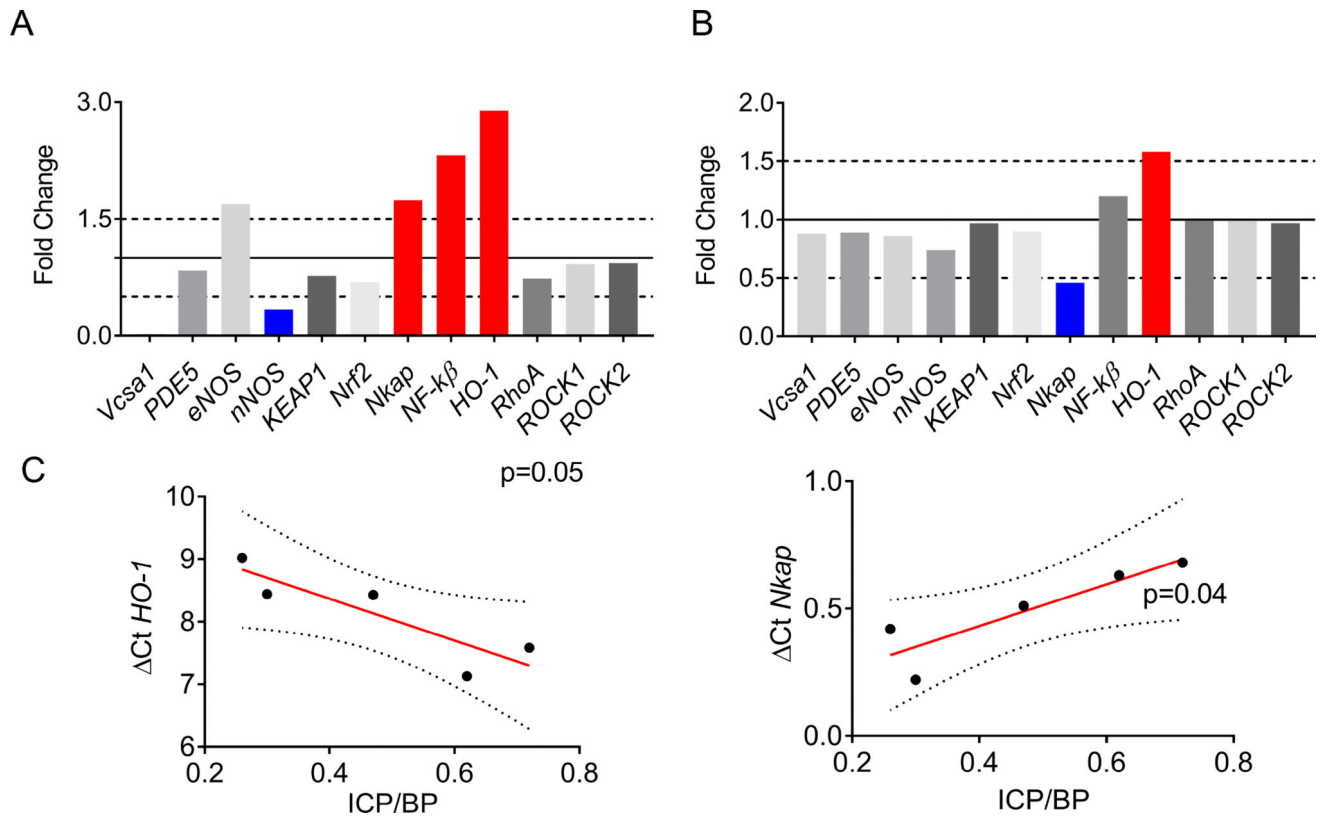 A
Fold Change
3.0
1.5
0.0
Vcsa1
PDE5
eNOS
nNOS
KEAP1
Nrf2
Nkap
NF-kβ
HO-1
RhoA
ROCK1
ROCK2
B
Fold Change
2.0
1.5
1.0
0.5
0.0
Vcsa1
PDE5
eNOS
nNOS
KEAP1
Nrf2
Nkap
NF-kβ
HO-1
RhoA
ROCK1
ROCK2
C
p=0.05
ΔCt HO-1
10
9
8
7
6
0.2
0.4
0.6
0.8
ICP/BP
ΔCt Nkap
1.0
0.5
0.0
p=0.04
0.2
0.4
0.6
0.8
ICP/BP